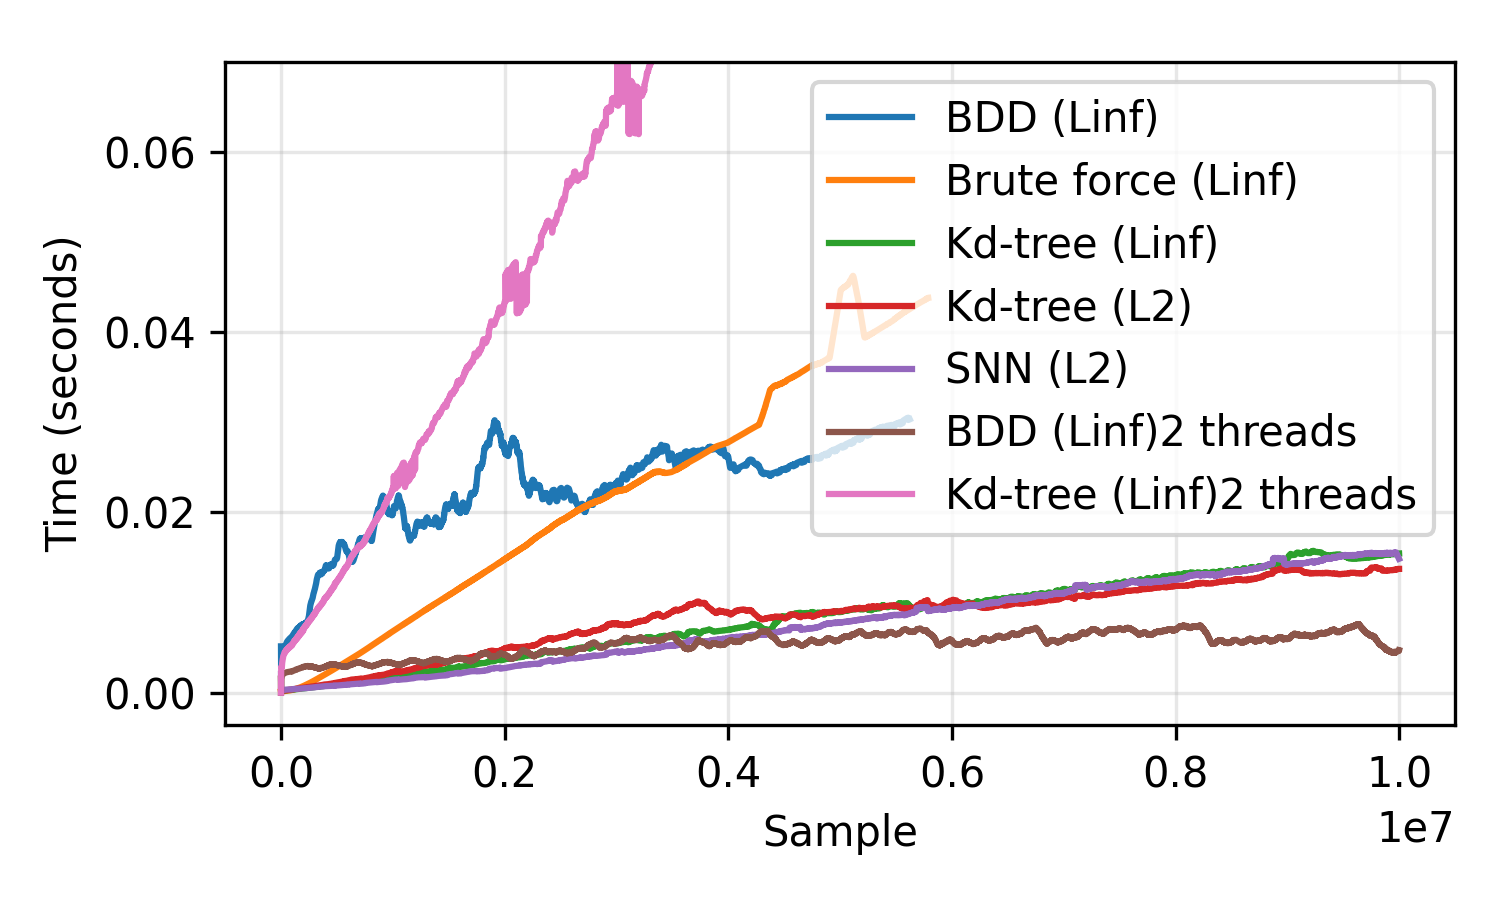 0.06
0.04
0.02
0.00
Time (seconds)
BDD (Linf)
Brute force (Linf)
Kd-tree (Linf)
Kd-tree (L2)
SNN (L2)
BDD (Linf)2 threads
Kd-tree (Linf)2 threads
0.0 0.2 0.4 0.6 0.8 1.0
1e7
Sample